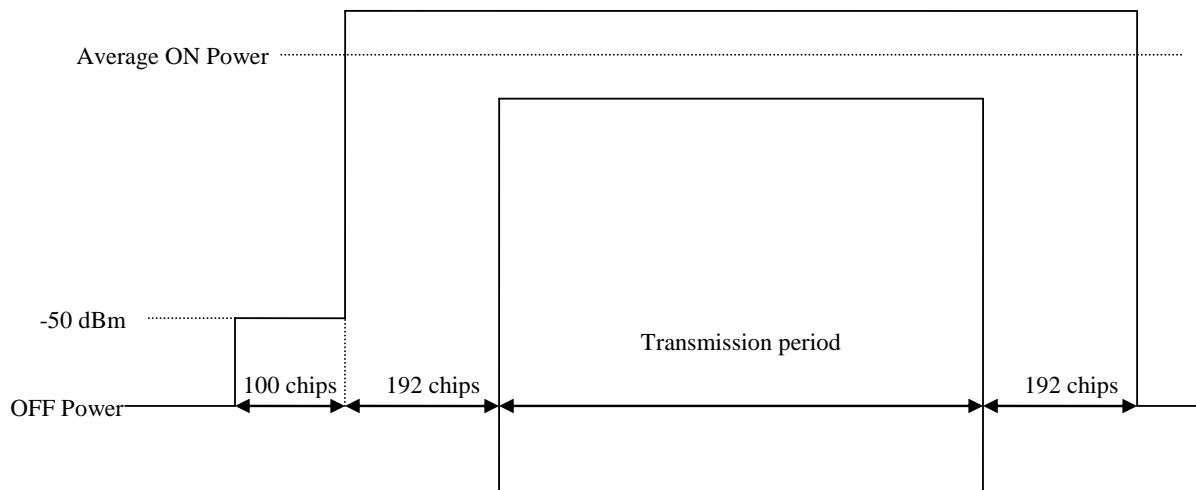 Average ON Power
-50 dBm
Transmission period
100 chips
192 chips
192 chips
OFF Power